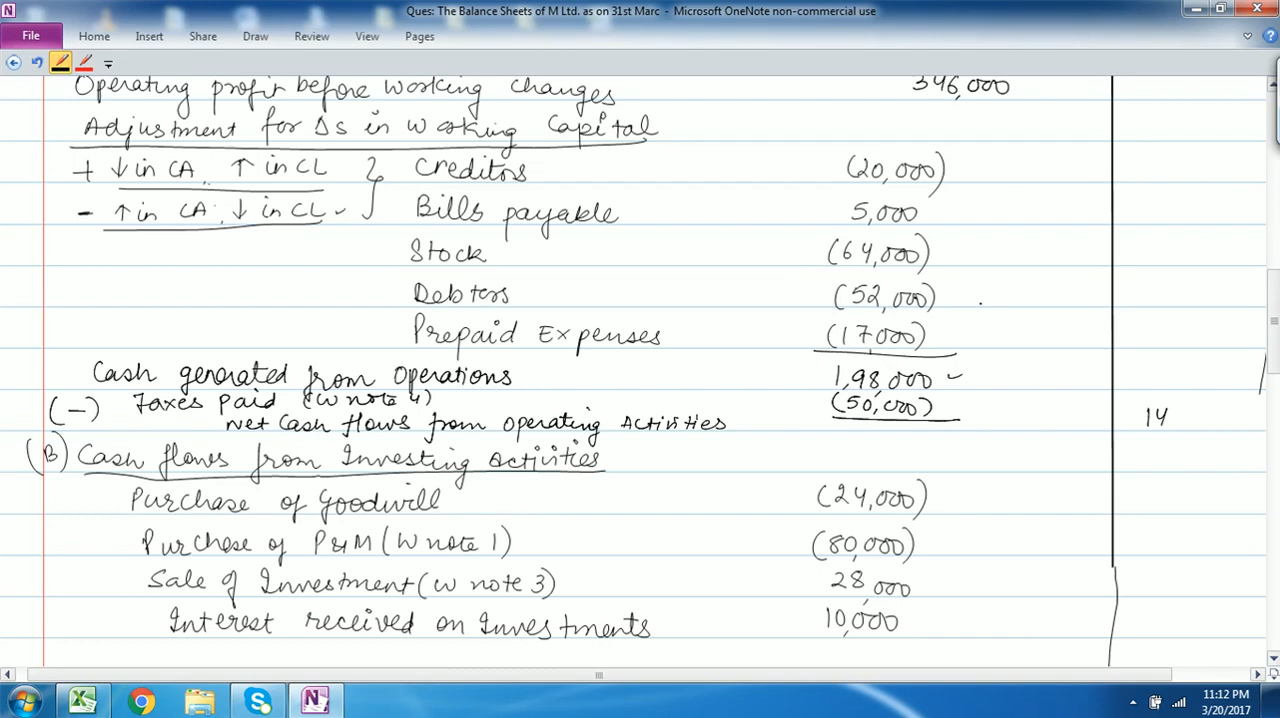 Ques: The Balance Sheets of M Ltd. as on 31st Marc - Microsoft OneNote non-commercial use
File Home Insert Share Draw Review View Pages
Operating profit before working changes 346,000
Adjustment for Δs in working capital
+ ↓ in CA, ↑ in CL Creditors (20,000)
- ↑ in CA, ↓ in CL Bills payable 5,000
Stock (64,000)
Debters (52,000)
Prepaid Expenses (17,000)
Cash generated from operations 1,98,000
(-) Taxes Paid (W note 4) (50,000)
Net Cash flows from operating Activities 14
(B) Cash flows from Investing activities
Purchase of Goodwill (24,000)
Purchase of P&M (W note 1) (80,000)
Sale of Investment (W note 3) 28,000
Interest received on Investments 10,000
11:12 PM
3/20/2017